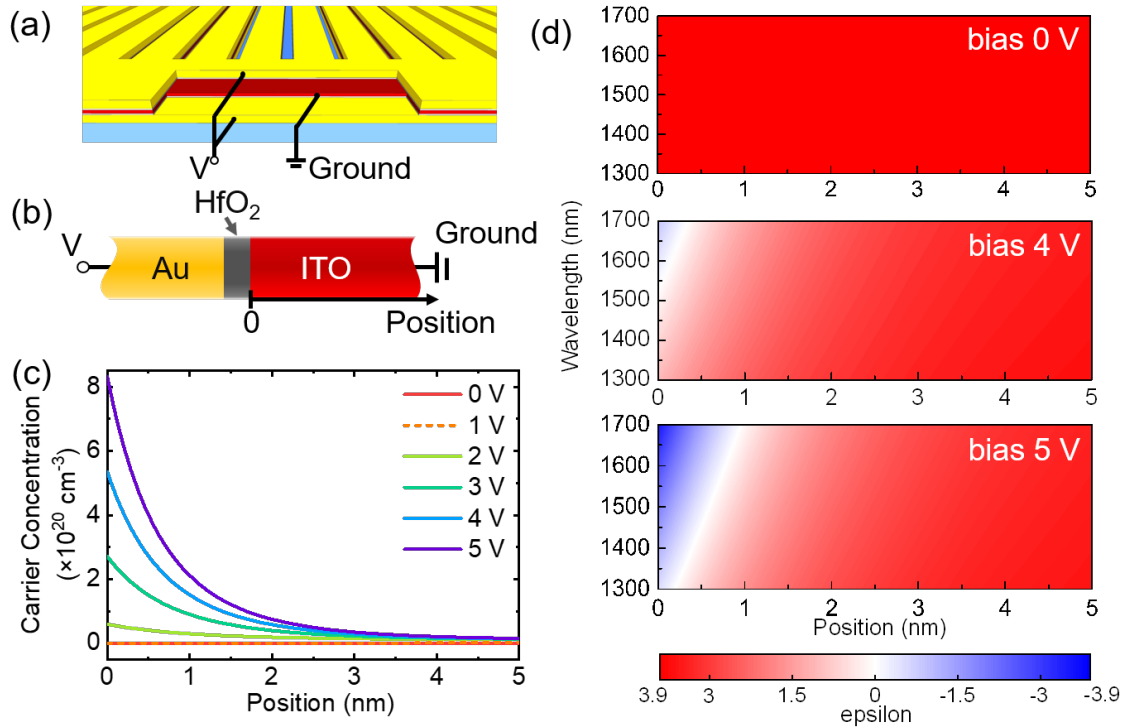 (a)
V
Ground
(b)
HfO₂
V
Au
ITO
Ground
0
Position
(c)
Carrier Concentration
(×10²⁰ cm⁻³)
8
6
4
2
0
0 V
1 V
2 V
3 V
4 V
5 V
0 1 2 3 4 5
Position (nm)
(d)
Wavelength (nm)
1700
1600
1500
1400
1300
bias 0 V
0 1 2 3 4 5
1700
1600
1500
1400
1300
bias 4 V
0 1 2 3 4 5
1700
1600
1500
1400
1300
bias 5 V
0 1 2 3 4 5
Position (nm)
3.9 3 1.5 0 -1.5 -3 -3.9
epsilon